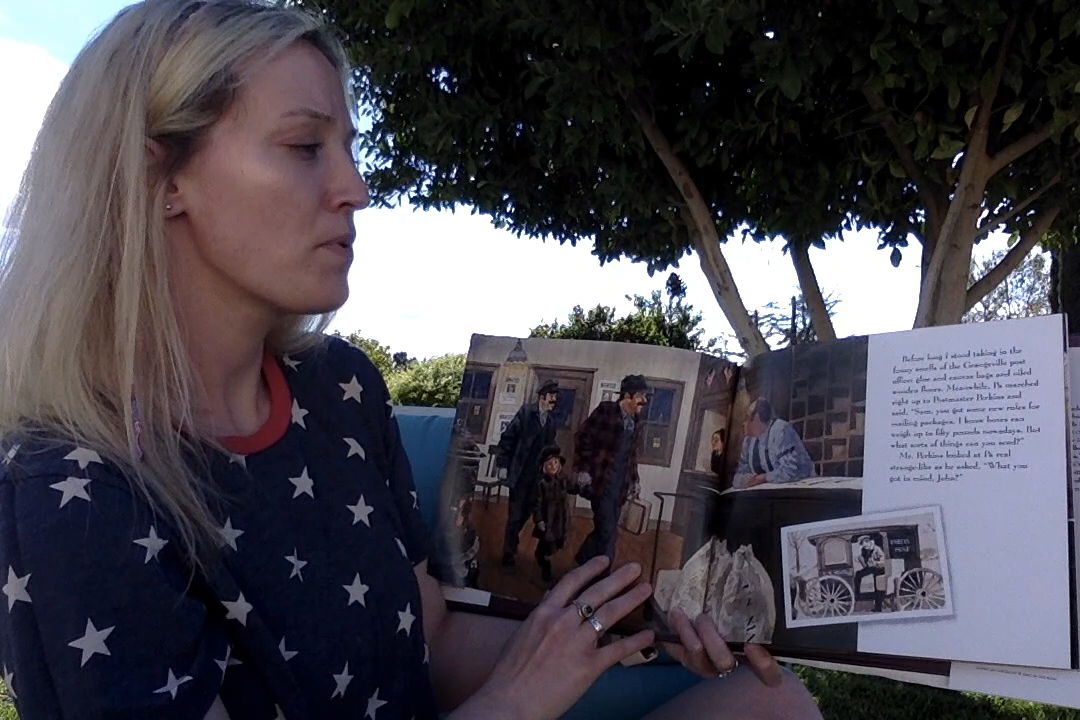 Before long I stood taking in the
funny smells of the Grangeville post
office: glue and canvas bags and oiled
wooden floors. Meanwhile, Pa marched
right up to Postmaster Perkins and
said, "Sam, you got some new rules for
mailing packages. I know boxes can
weigh up to fifty pounds nowadays. But
what sorts of things can you send?"
Mr. Perkins looked at Pa real
strange-like as he asked, "What you
got in mind, John?"